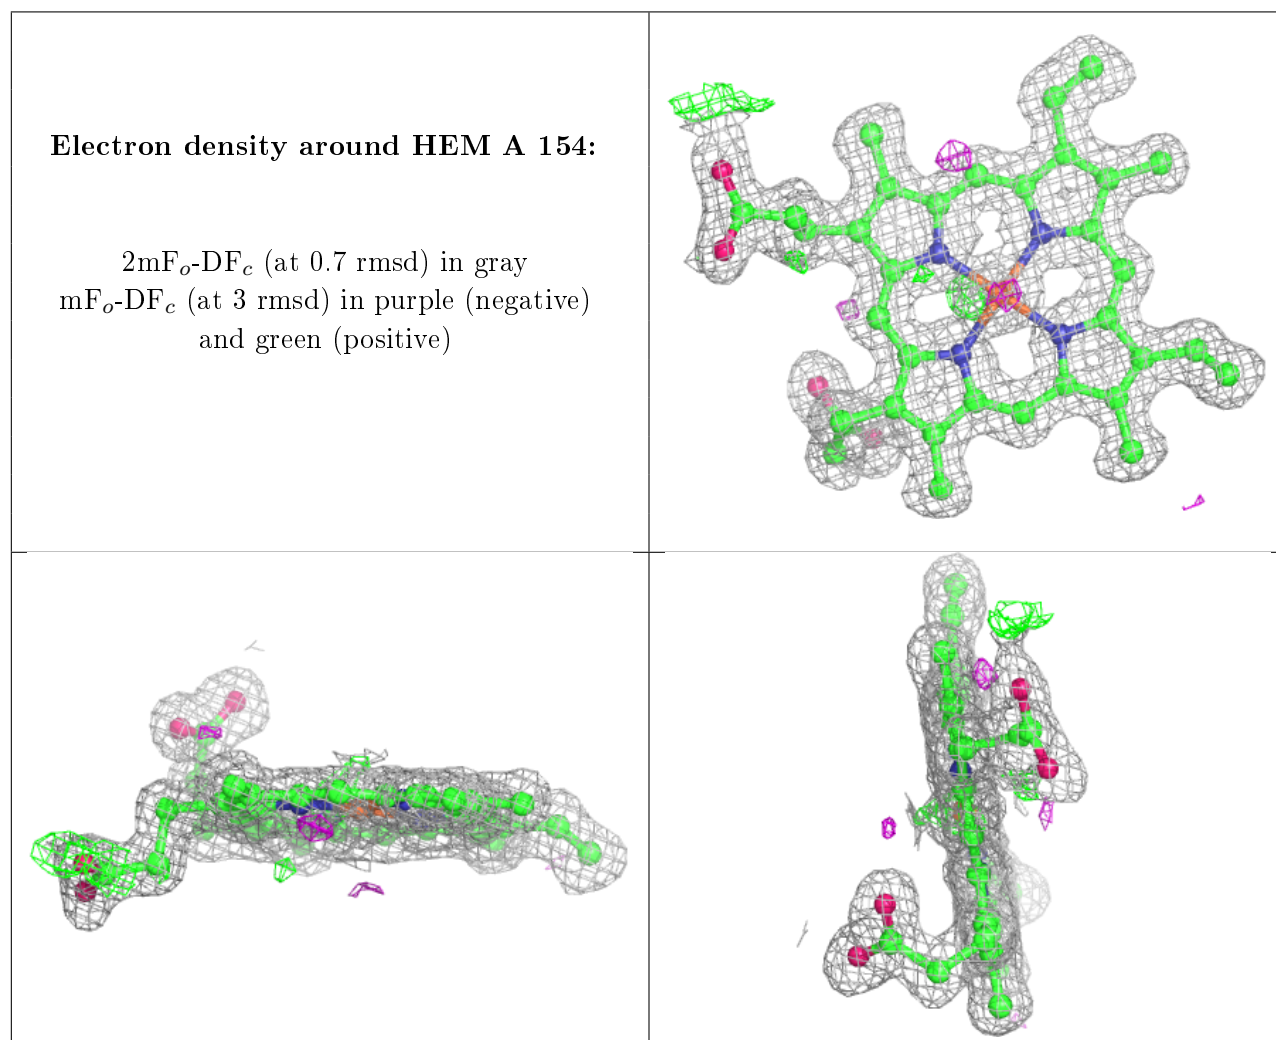 Electron density around HEM A 154:
2mFₒ-DF𝒸 (at 0.7 rmsd) in gray
mFₒ-DF𝒸 (at 3 rmsd) in purple (negative)
and green (positive)